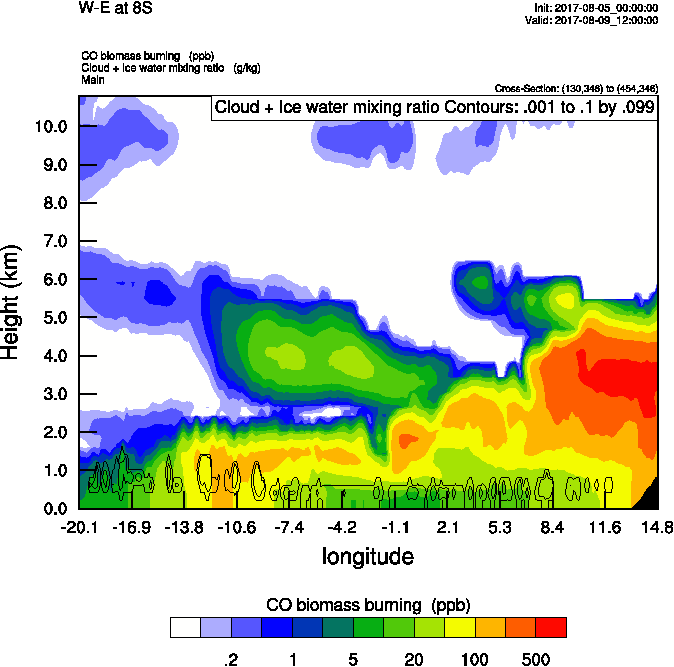 W-E at 8S
Init: 2017-08-05_00:00:00
Valid: 2017-08-09_12:00:00
CO biomass burning (ppb)
Cloud + Ice water mixing ratio (g/kg)
Main
Cross-Section: (130,346) to (454,346)
Cloud + Ice water mixing ratio Contours: .001 to .1 by .099
10.0
9.0
8.0
7.0
6.0
5.0
4.0
3.0
2.0
1.0
0.0
Height (km)
-20.1 -16.9 -13.8 -10.6 -7.4 -4.2 -1.1 2.1 5.3 8.4 11.6 14.8
longitude
CO biomass burning (ppb)
.2 1 5 20 100 500